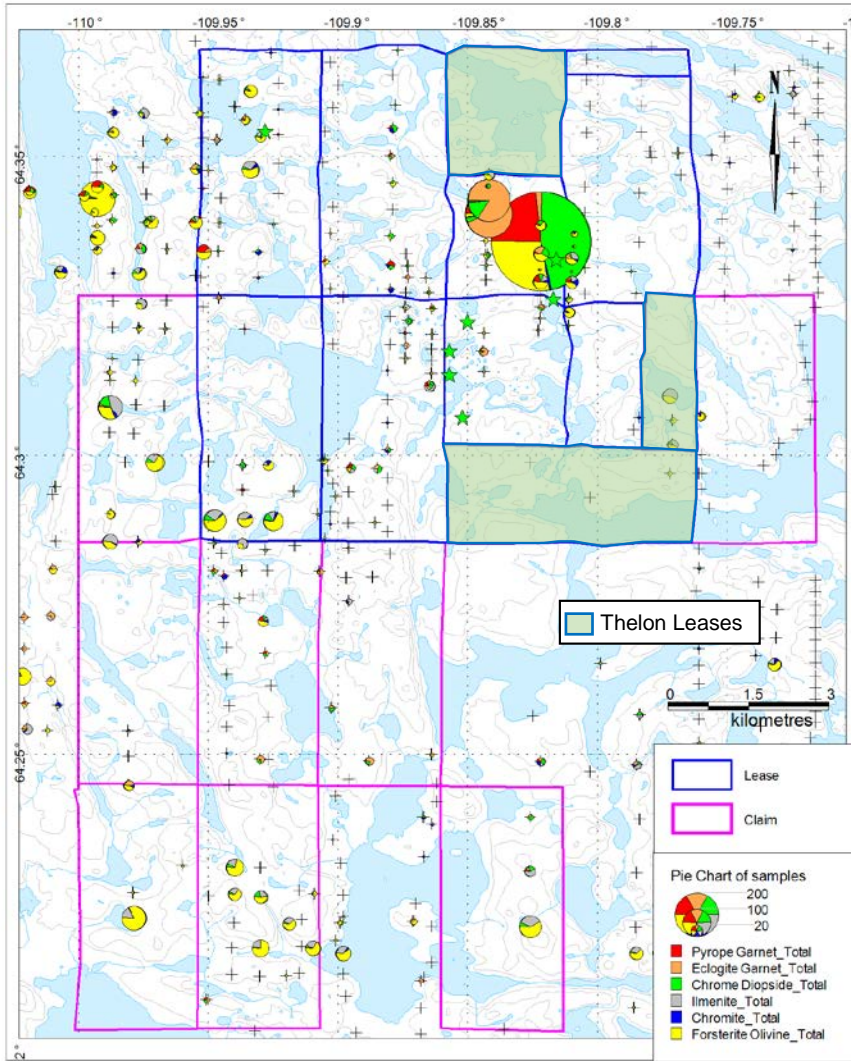 -110 -109.95 -109.9 -109.85 -109.8 -109.75 -1
N
64.35
64.3
Thelon Leases
0 1.5 3
kilometres
64.25
Lease
Claim
Pie Chart of samples
200
100
20
Pyrope Garnet_Total
Eclogite Garnet_Total
Chrome Diopside_Total
Ilmenite_Total
Chromite_Total
Forsterite Olivine_Total
2°